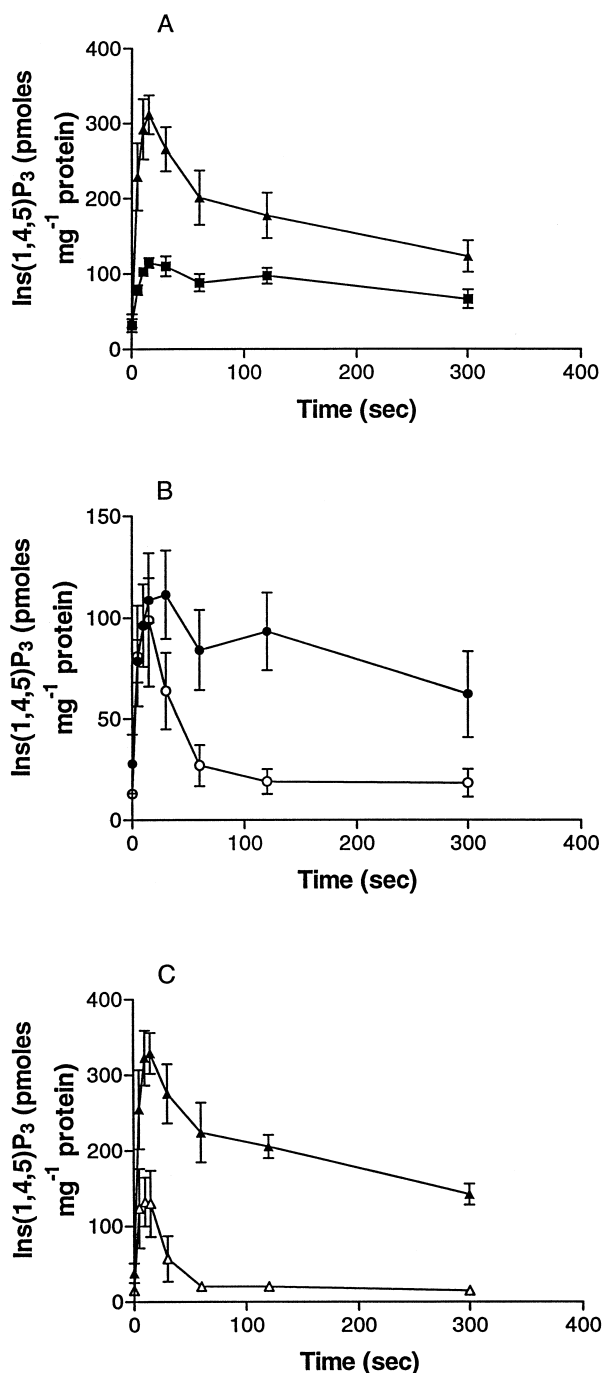 A
Ins(1,4,5)P3 (pmoles
mg-1 protein)
400
300
200
100
0
0 100 200 300 400
Time (sec)
B
Ins(1,4,5)P3 (pmoles
mg-1 protein)
150
100
50
0
0 100 200 300 400
Time (sec)
C
Ins(1,4,5)P3 (pmoles
mg-1 protein)
400
300
200
100
0
0 100 200 300 400
Time (sec)